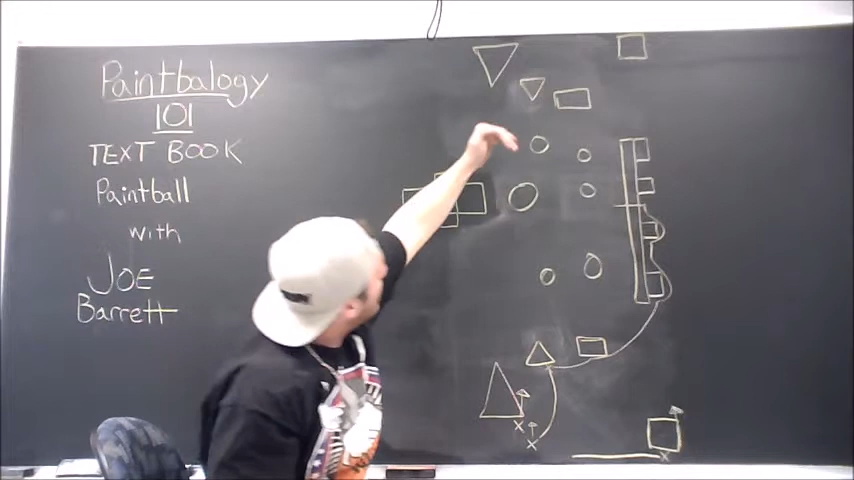 Paintbalogy
101
TEXT BOOK
Paintball
with
JOE
Barrett
x
x
x